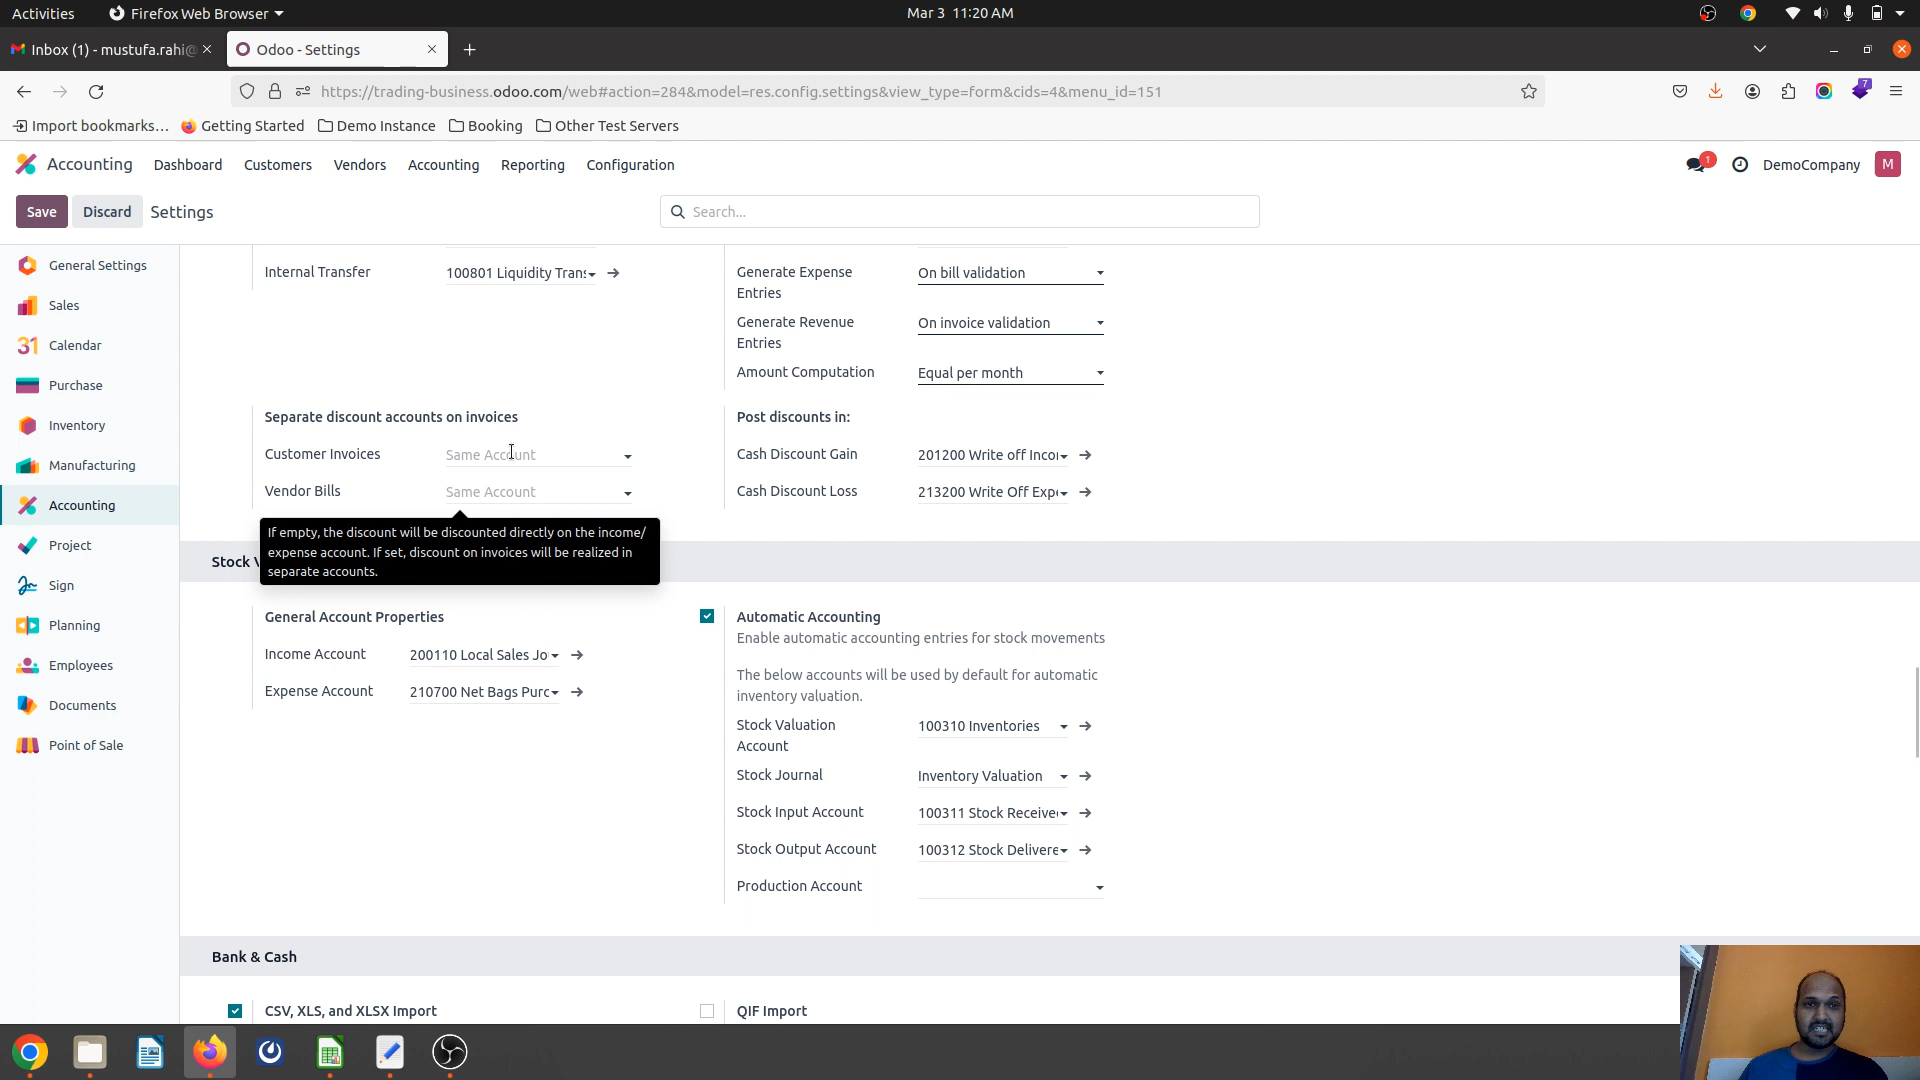 Activities
Firefox Web Browser
Mar 3 11:20 AM
Inbox (1) - mustufa.rahi@
Odoo - Settings
https://trading-business.odoo.com/web#action=284&model=res.config.settings&view_type=form&cids=4&menu_id=151
7
Import bookmarks...
Getting Started
Demo Instance
Booking
Other Test Servers
Accounting
Dashboard
Customers
Vendors
Accounting
Reporting
Configuration
1
DemoCompany
M
Save
Discard
Settings
Search...
General Settings
Sales
31 Calendar
Purchase
Inventory
Manufacturing
Accounting
Project
Sign
Planning
Employees
Documents
Point of Sale
Internal Transfer
100801 Liquidity Trans
Generate Expense
Entries
On bill validation
Generate Revenue
Entries
On invoice validation
Amount Computation
Equal per month
Separate discount accounts on invoices
Customer Invoices
Same Account
Vendor Bills
Same Account
Post discounts in:
Cash Discount Gain
201200 Write off Incor
Cash Discount Loss
213200 Write Off Expe
If empty, the discount will be discounted directly on the income/
expense account. If set, discount on invoices will be realized in
separate accounts.
Stock V
General Account Properties
Income Account
200110 Local Sales Jo
Expense Account
210700 Net Bags Purc
Automatic Accounting
Enable automatic accounting entries for stock movements
The below accounts will be used by default for automatic
inventory valuation.
Stock Valuation
Account
100310 Inventories
Stock Journal
Inventory Valuation
Stock Input Account
100311 Stock Receive
Stock Output Account
100312 Stock Delivere
Production Account
Bank & Cash
CSV, XLS, and XLSX Import
QIF Import